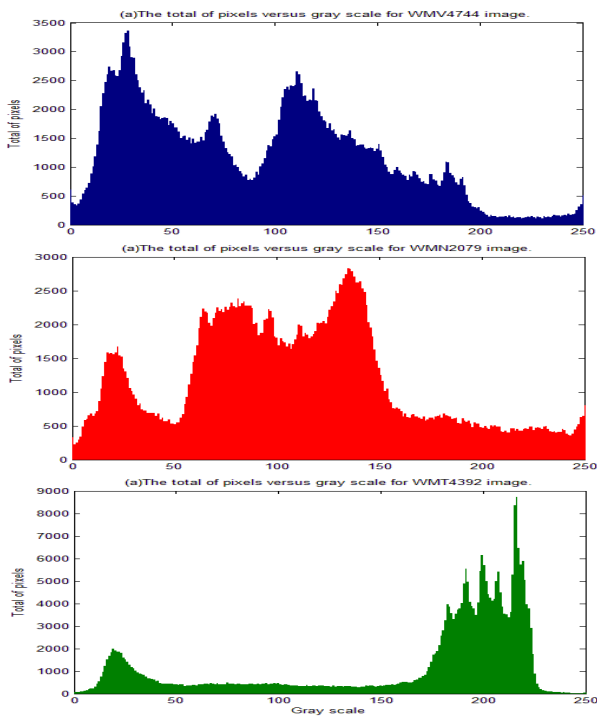 (a)The total of pixels versus gray scale for WMV4744 image.
3500
3000
2500
2000
1500
1000
500
0
Total of pixels
0 50 100 150 200 250
(a)The total of pixels versus gray scale for WMN2079 image.
3000
2500
2000
1500
1000
500
0
Total of pixels
0 50 100 150 200 250
(a)The total of pixels versus gray scale for WMT4392 image.
9000
8000
7000
6000
5000
4000
3000
2000
1000
0
Total of pixels
0 50 100 150 200 250
Gray scale